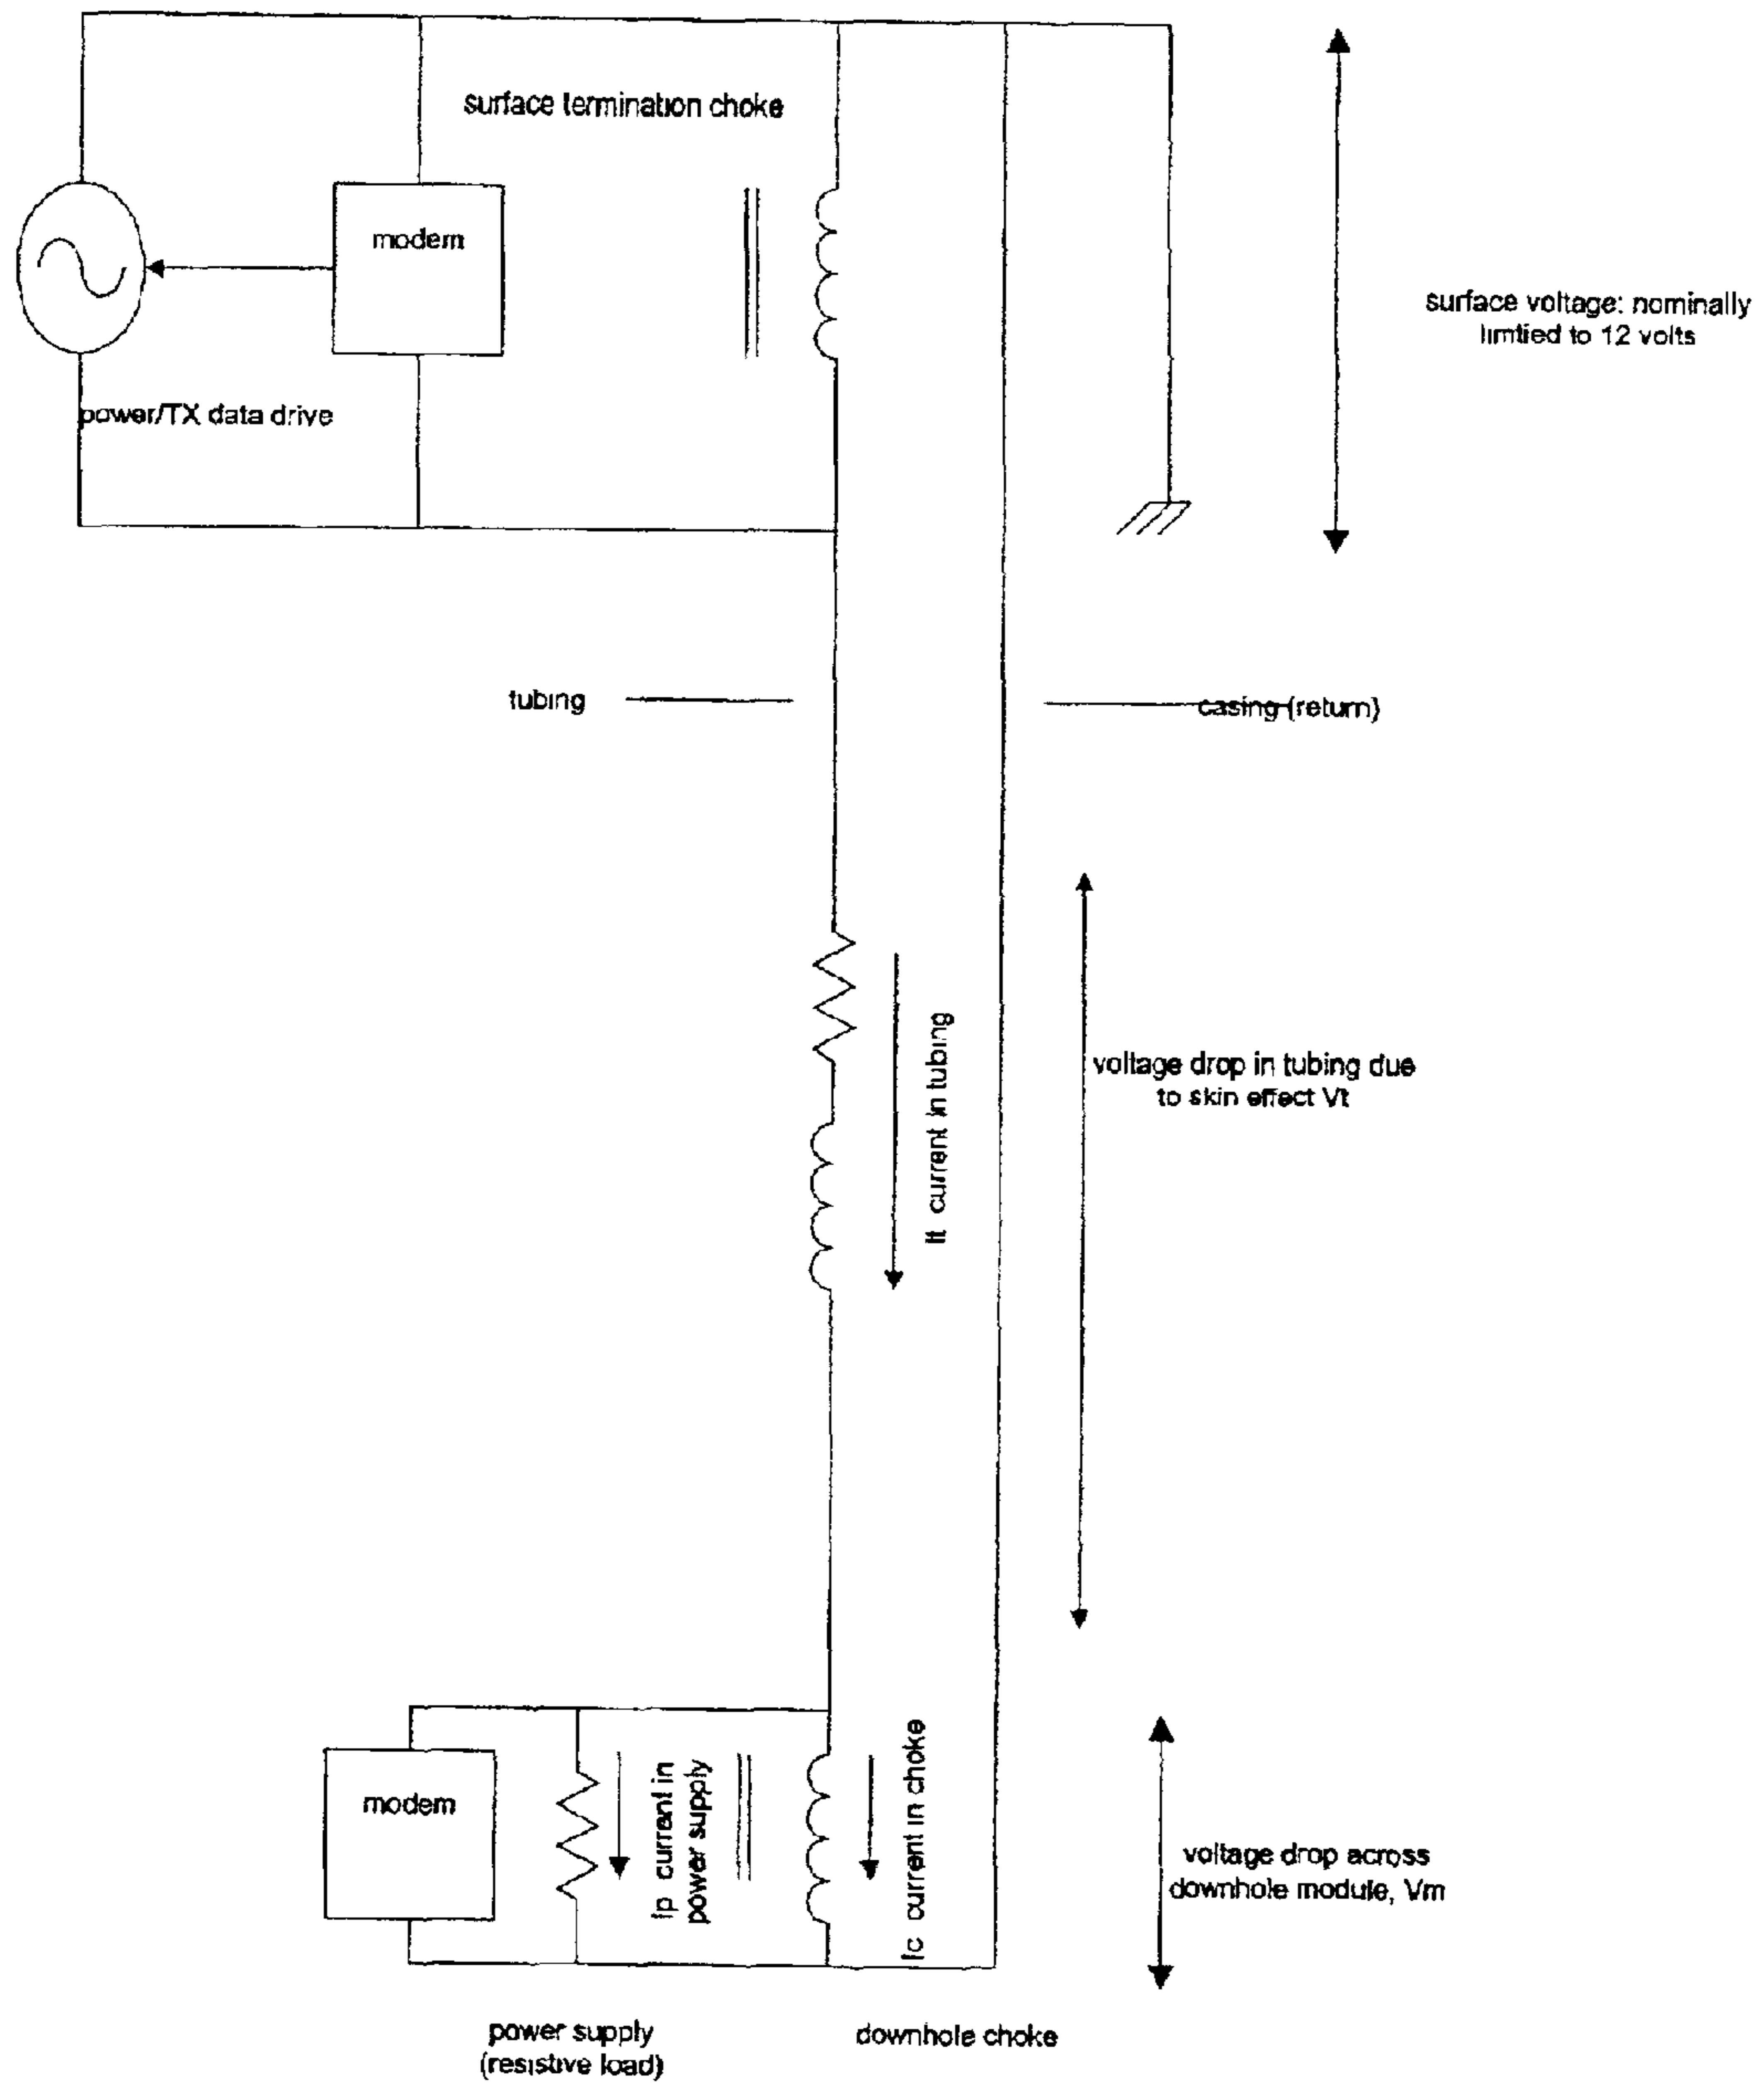 surface termination choke
modem
surface voltage: nominally
limtied to 12 volts
power/TX data drive
tubing
casing (return)
It current in tubing
voltage drop in tubing due
to skin effect Vt
modem
Ip current in
power supply
Ic current in choke
voltage drop across
downhole module, Vm
power supply
(resistive load)
downhole choke